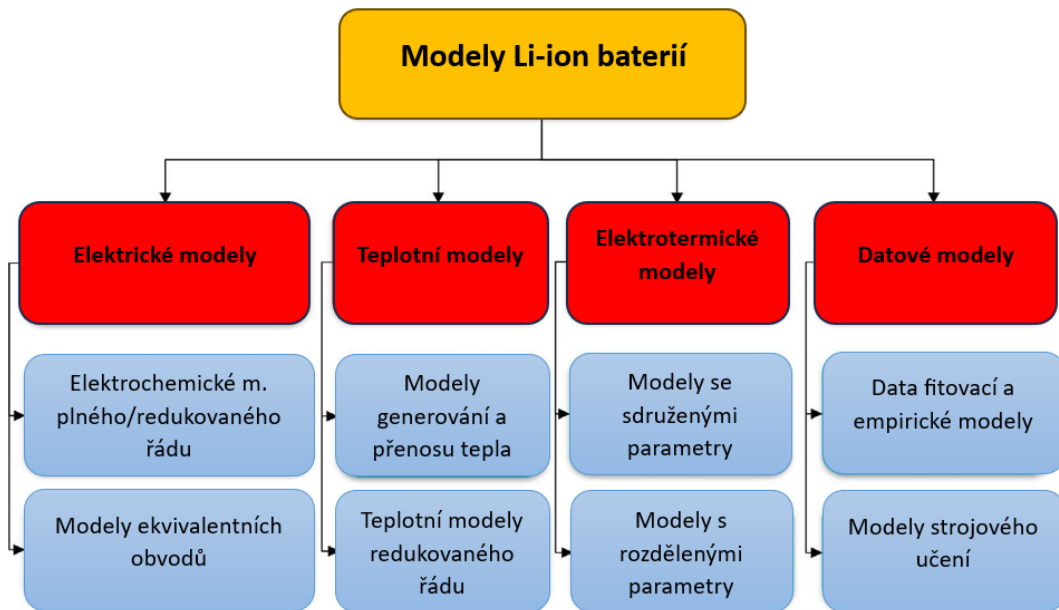 Modely Li-ion baterií
Elektrické modely
Teplotní modely
Elektrotermické
modely
Datové modely
Elektrochemické m.
plného/redukovaného
řádu
Modely
generování a
přenosu tepla
Modely se
sdruženými
parametry
Data fitovací a
empirické modely
Modely ekvivalentních
obvodů
Teplotní modely
redukovaného
řádu
Modely s
rozdělenými
parametry
Modely strojového
učení